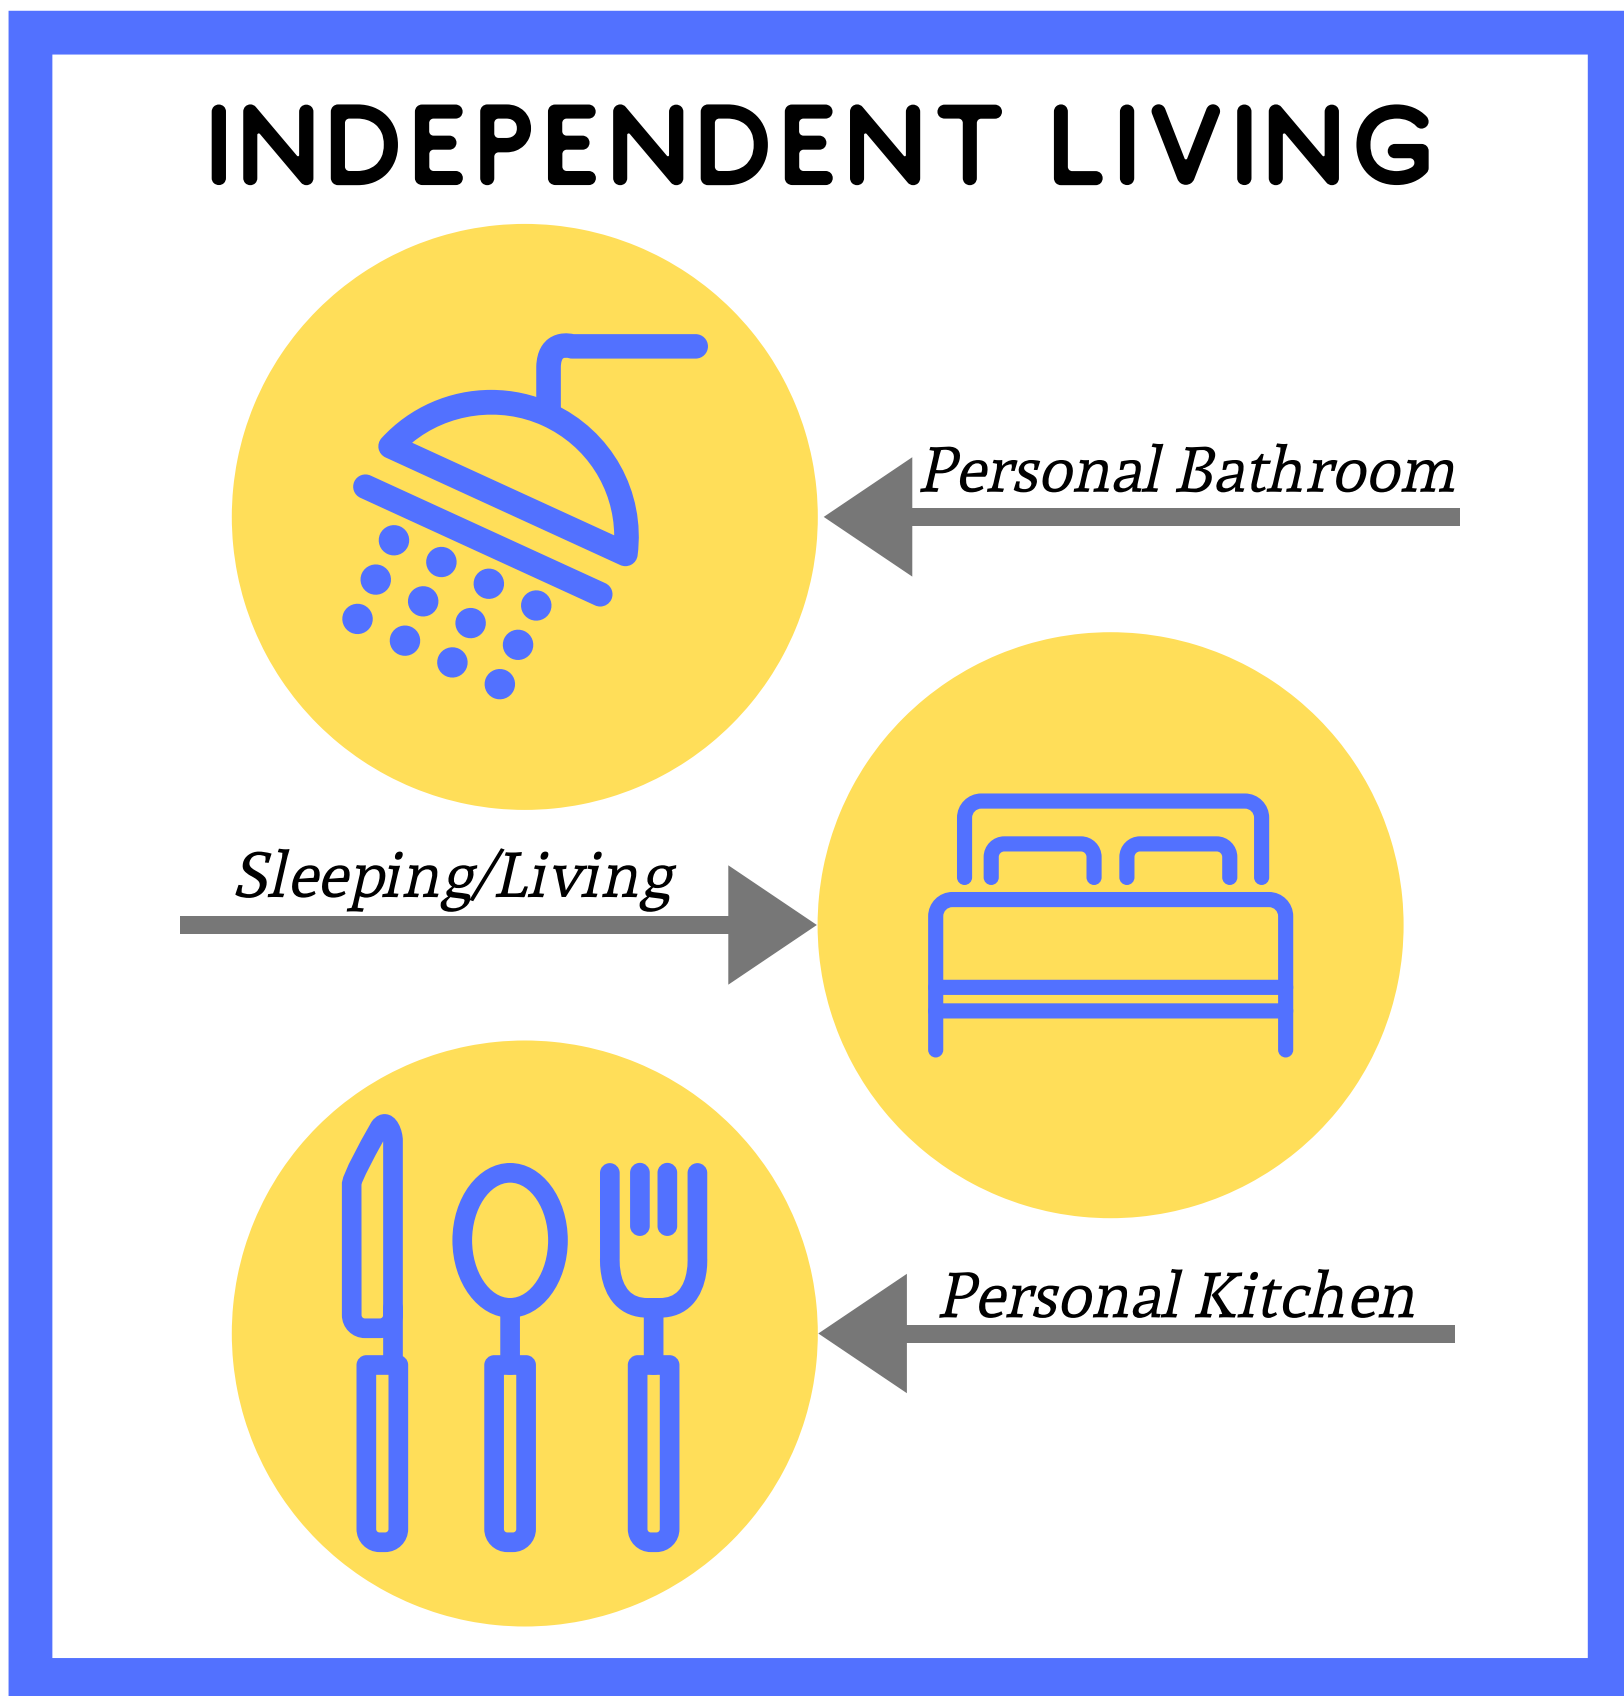 INDEPENDENT LIVING
Personal Bathroom
Sleeping/Living
Personal Kitchen